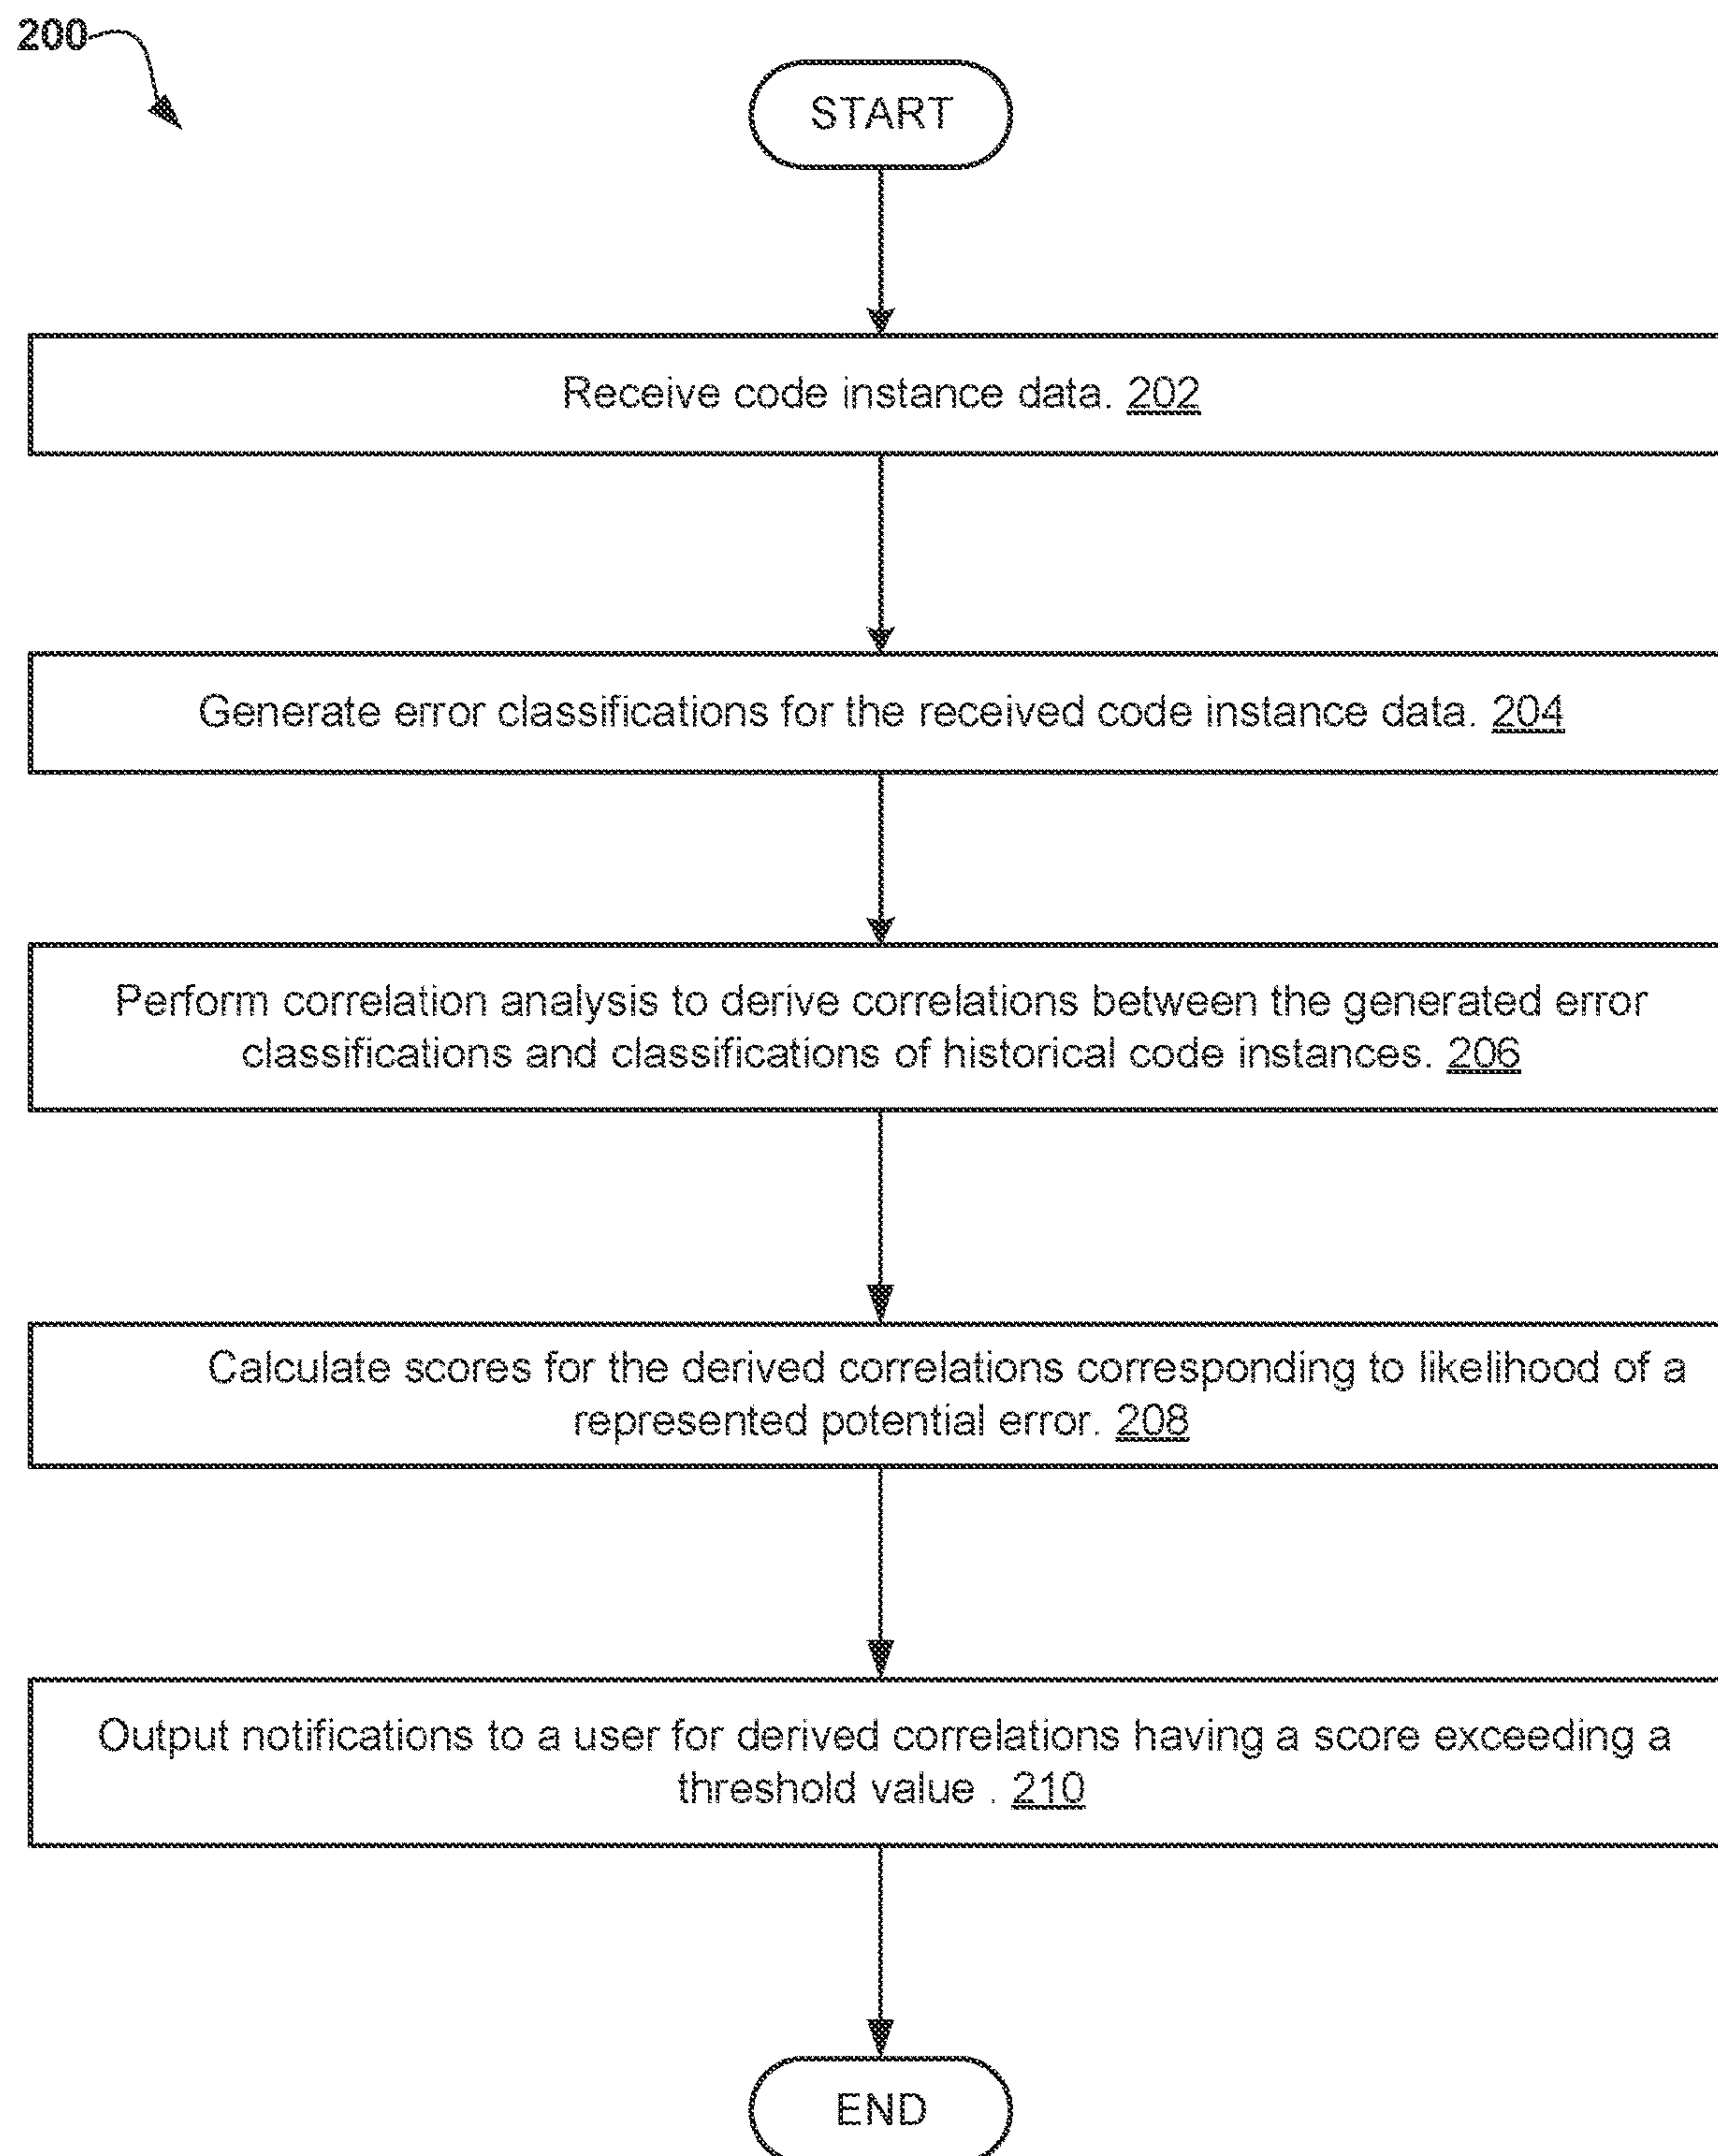 200
START
Receive code instance data. 202
Generate error classifications for the received code instance data. 204
Perform correlation analysis to derive correlations between the generated error
classifications and classifications of historical code instances. 206
Calculate scores for the derived correlations corresponding to likelihood of a
represented potential error. 208
Output notifications to a user for derived correlations having a score exceeding a
threshold value . 210
END